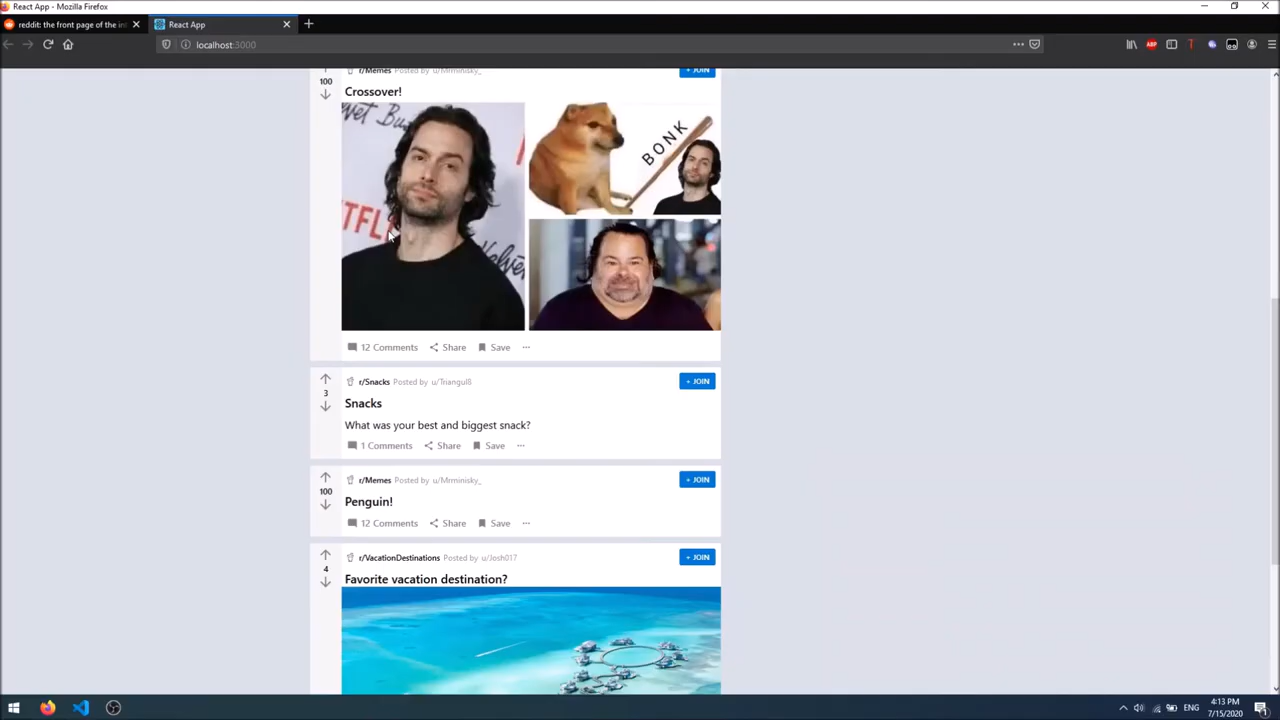 React App - Mozilla Firefox
reddit: the front page of the in
React App
localhost:3000
ABP
r/Memes Posted by u/Mrminisky_
+ JOIN
100
Crossover!
BONK
12 Comments Share Save
r/Snacks Posted by u/Triangul8
+ JOIN
3
Snacks
What was your best and biggest snack?
1 Comments Share Save
r/Memes Posted by u/Mrminisky_
+ JOIN
100
Penguin!
12 Comments Share Save
r/VacationDestinations Posted by u/Josh017
+ JOIN
4
Favorite vacation destination?
ENG
4:13 PM
7/15/2020